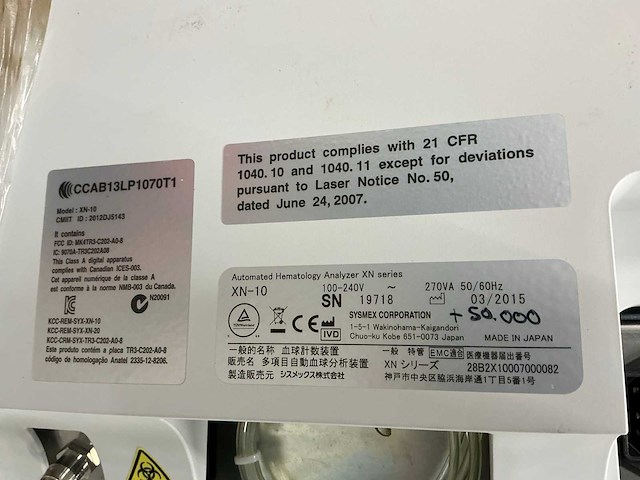 CCAB13LP1070T1
Model : XN-10
CMIIT ID : 2012DJ5143
It contains
FCC ID: MK4TR3-C202-A0-8
IC: 9070A-TR3C202A08
This Class A digital apparatus
complies with Canadian ICES-003.
Cet appareil numérique de la classe A
est conforme à la norme NMB-003 du Canada.
N20091
KCC-REM-SYX-XN-10
KCC-REM-SYX-XN-20
KCC-CRM-SYX-TR3-C202-A0-8
Este produto contém a placa TR3-C202-A0-8
código de homologação Anatel 2335-12-8206.
This product complies with 21 CFR
1040.10 and 1040.11 except for deviations
pursuant to Laser Notice No. 50,
dated June 24, 2007.
Automated Hematology Analyzer XN series
XN-10 100-240V ~ 270VA 50/60Hz
SN 19718 03/2015
+ 50.000
CE IVD
SYSMEX CORPORATION
1-5-1 Wakinohama-Kaigandori
Chuo-ku Kobe 651-0073 Japan MADE IN JAPAN
一般的名称 血球計数装置 一般 特管 EMC適合 医療機器届出番号
販売名 多項目自動血球分析装置 XN シリーズ 28B2X10007000082
製造販売元 シスメックス株式会社 神戸市中央区脇浜海岸通1丁目5番1号